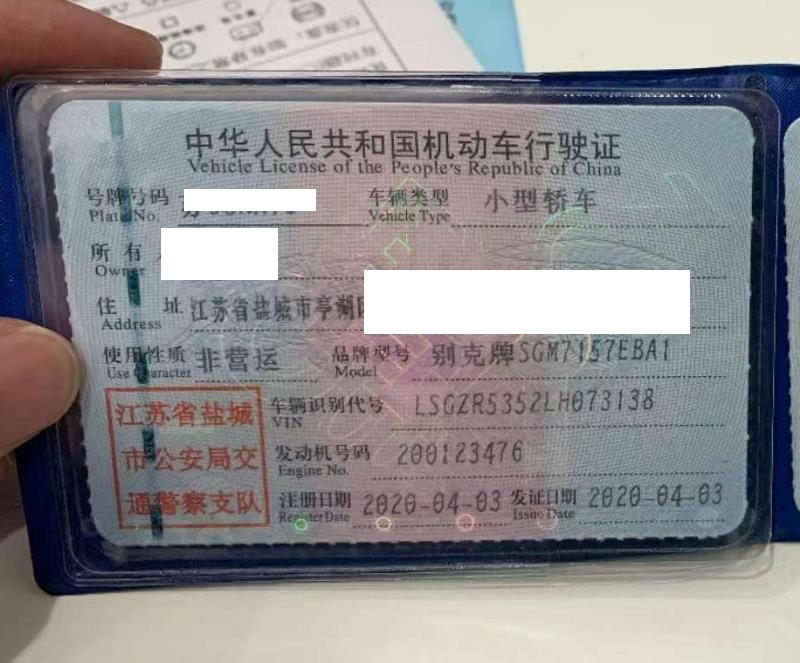 中华人民共和国机动车行驶证
Vehicle License of the People's Republic of China
号牌号码 车辆类型 小型轿车
Plate No. Vehicle Type
所有
Owner
住址 江苏省盐城市亭湖
Address
使用性质 非营运 品牌型号 别克牌SGM7157EBA1
Use Character Model
江苏省盐城 车辆识别代号 LSGZR5352LH073138
VIN
市公安局交 发动机号码 200123476
Engine No.
通警察支队 注册日期 2020-04-03 发证日期 2020-04-03
Register Date Issue Date